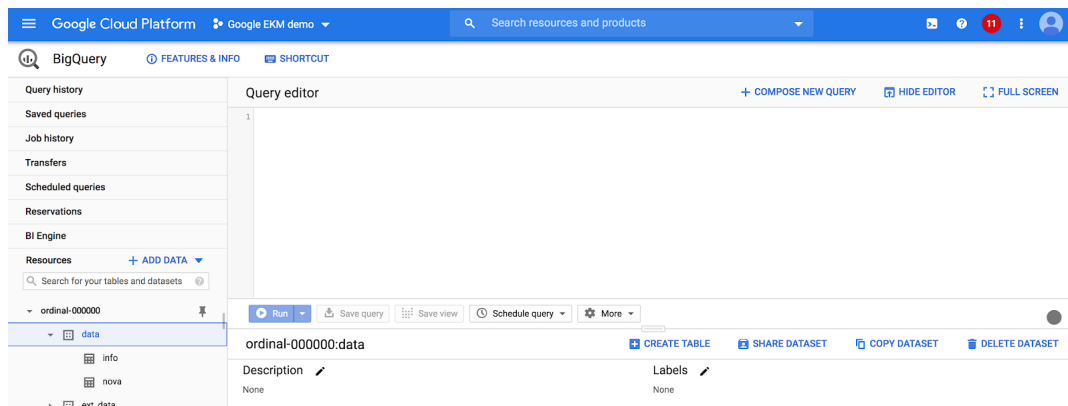 Google Cloud Platform Google EKM demo Search resources and products 11
BigQuery FEATURES & INFO SHORTCUT
Query history
Saved queries
Job history
Transfers
Scheduled queries
Reservations
BI Engine
Resources + ADD DATA
Search for your tables and datasets
ordinal-000000
data
info
nova
ext_data
Query editor + COMPOSE NEW QUERY HIDE EDITOR FULL SCREEN
1
Run Save query Save view Schedule query More
ordinal-000000:data CREATE TABLE SHARE DATASET COPY DATASET DELETE DATASET
Description Labels
None None